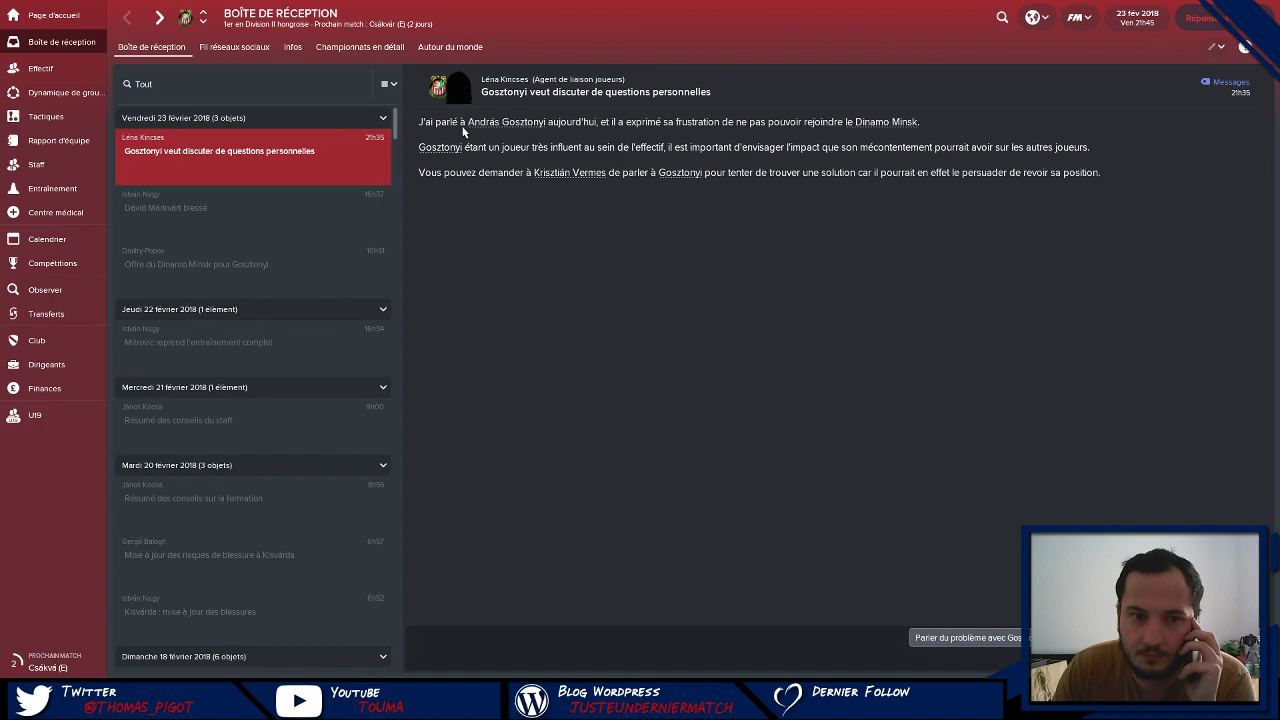 Page d'accueil
BOÎTE DE RÉCEPTION
1er en Division II hongroise - Prochain match : Csákvár (E) (2 jours)
FM
23 fév 2018
Ven 21h45
Boîte de réception
Boîte de réception
Fil réseaux sociaux
Infos
Championnats en détail
Autour du monde
Effectif
Dynamique de grou...
Tactiques
Rapport d'équipe
Staff
Entraînement
Centre médical
Calendrier
Compétitions
Observer
Transferts
Club
Dirigeants
Finances
U19
2
PROCHAIN MATCH
Csákvá (E)
Tout
Vendredi 23 février 2018 (3 objets)
Léna Kincses 21h35
Gosztonyi veut discuter de questions personnelles
István Nagy 16h37
Dávid Márkvárt blessé
Dmitry Popov 10h51
Offre du Dinamo Minsk pour Gosztonyi
Jeudi 22 février 2018 (1 élément)
István Nagy 16h34
Mitrovic reprend l'entraînement complet
Mercredi 21 février 2018 (1 élément)
János Kocsis 9h00
Résumé des conseils du staff
Mardi 20 février 2018 (3 objets)
János Kocsis 8h56
Résumé des conseils sur la formation
Gergő Balogh 6h57
Mise à jour des risques de blessure à Kisvárda
István Nagy 6h52
Kisvárda : mise à jour des blessures
Dimanche 18 février 2018 (6 objets)
Léna Kincses (Agent de liaison joueurs)
Gosztonyi veut discuter de questions personnelles
Messages
21h35
J'ai parlé à András Gosztonyi aujourd'hui, et il a exprimé sa frustration de ne pas pouvoir rejoindre le Dinamo Minsk.
Gosztonyi étant un joueur très influent au sein de l'effectif, il est important d'envisager l'impact que son mécontentement pourrait avoir sur les autres joueurs.
Vous pouvez demander à Krisztián Vermes de parler à Gosztonyi pour tenter de trouver une solution car il pourrait en effet le persuader de revoir sa position.
Parler du problème avec Gosz
Twitter
@Thomas_Pigot
Youtube
Touma
Blog Wordpress
JusteUnDernierMatch
Dernier Follow